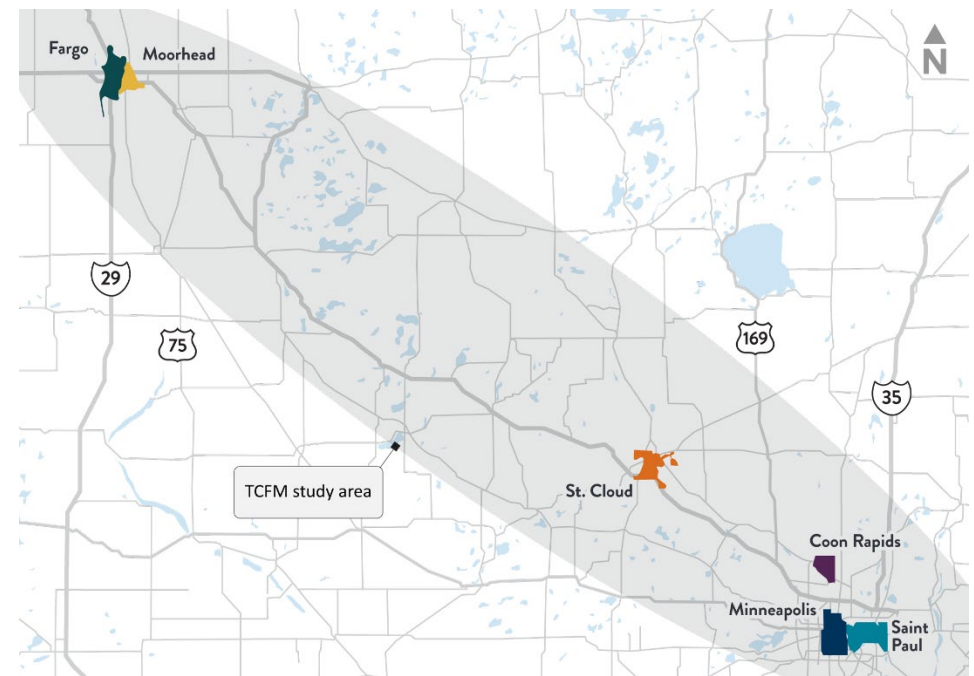 Fargo
Moorhead
N
29
75
169
35
TCFM study area
St. Cloud
Coon Rapids
Minneapolis
Saint
Paul